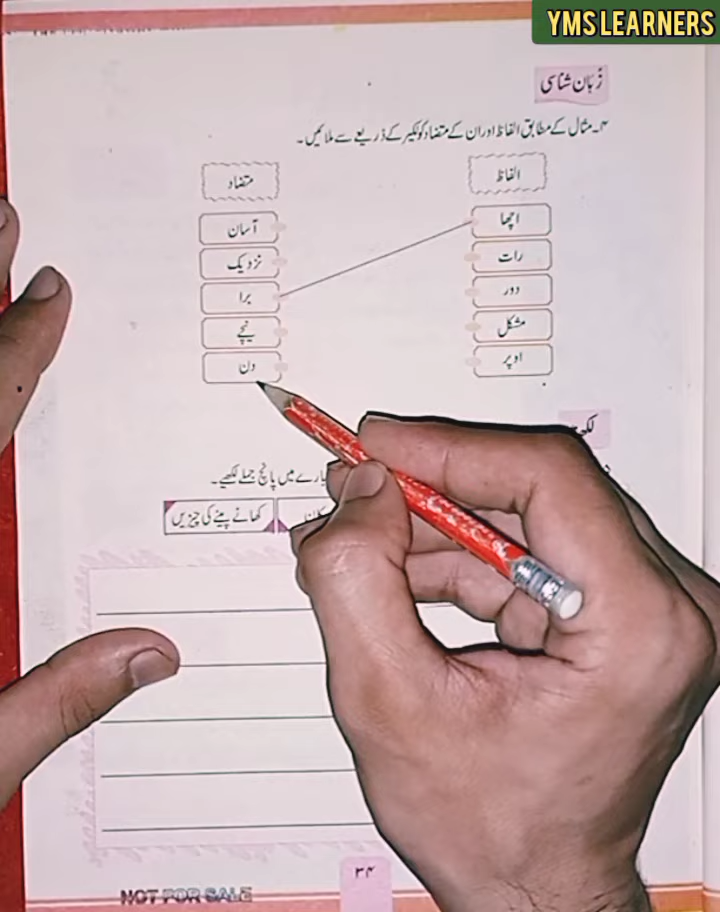 YMS LEARNERS
زبان شناسی
۴۔ مثال کے مطابق الفاظ اور ان کے متضاد کو لکیر کے ذریعے سے ملائیں۔
الفاظ
متضاد
اچھا
آسان
رات
نزدیک
دور
برا
مشکل
نیچے
اوپر
دن
بارے میں پانچ جملے لکھیے۔
کھانے پینے کی چیزیں
۳۴
NOT FOR SALE